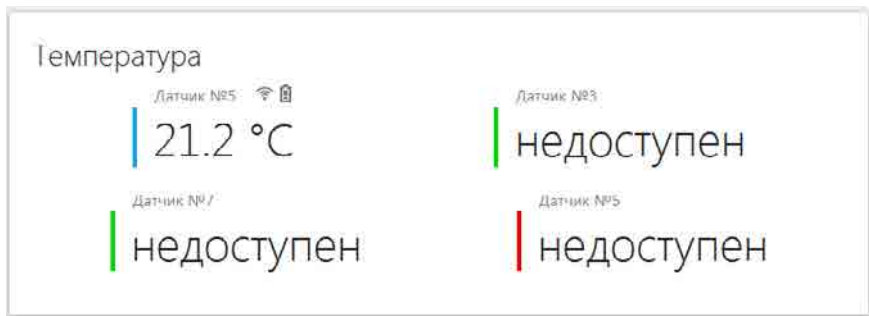 Температура
Датчик №5
21.2 °C
Датчик №3
недоступен
Датчик №7
недоступен
Датчик №5
недоступен